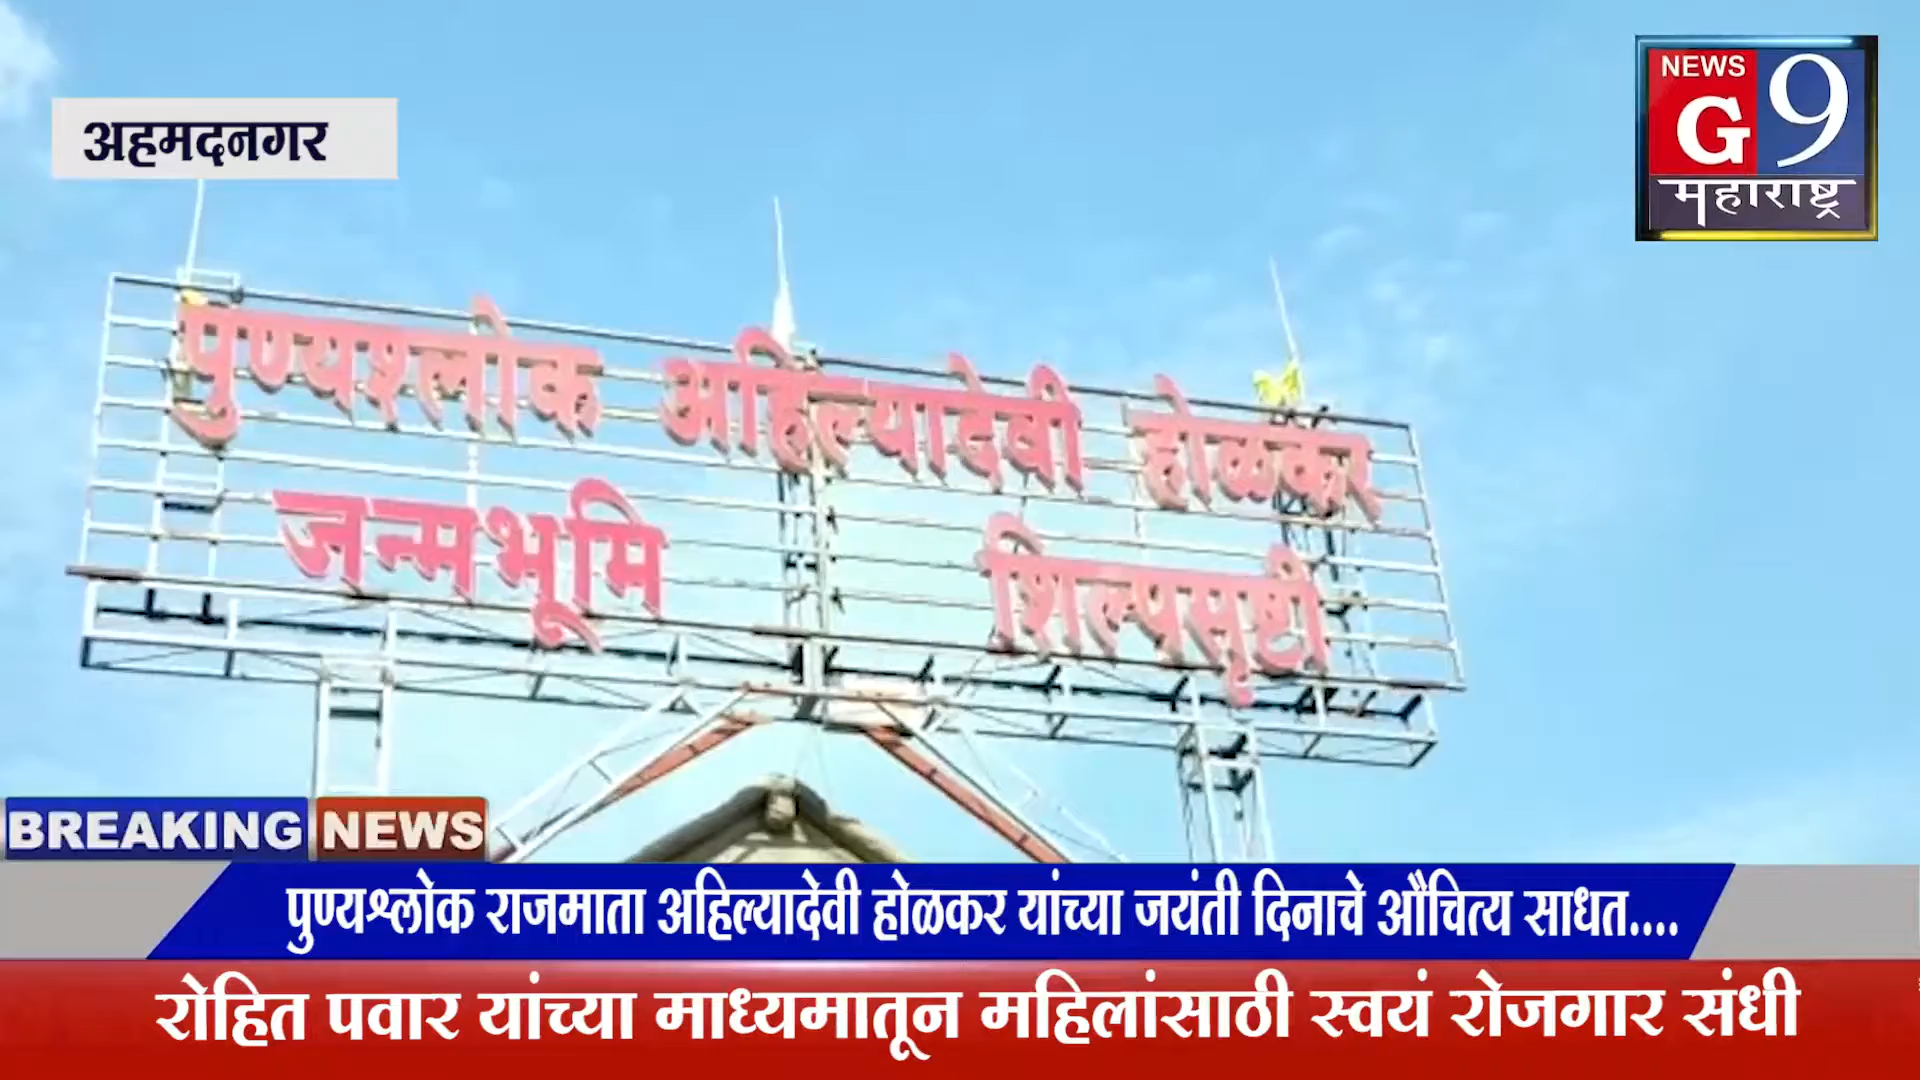 अहमदनगर
NEWS
G9
महाराष्ट्र
पुण्यश्लोक अहिल्यादेवी होळकर
जन्मभूमि शिल्पसृष्टी
BREAKING NEWS
पुण्यश्लोक राजमाता अहिल्यादेवी होळकर यांच्या जयंती दिनाचे औचित्य साधत....
रोहित पवार यांच्या माध्यमातून महिलांसाठी स्वयं रोजगार संधी